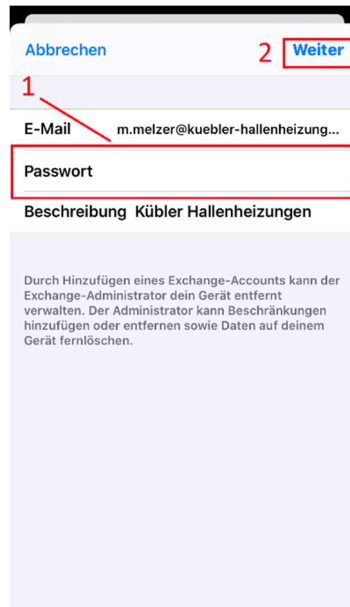 Abbrechen 2 Weiter
1
E-Mail m.melzer@kuebler-hallenheizung...
Passwort
Beschreibung Kübler Hallenheizungen
Durch Hinzufügen eines Exchange-Accounts kann der
Exchange-Administrator dein Gerät entfernt
verwalten. Der Administrator kann Beschränkungen
hinzufügen oder entfernen sowie Daten auf deinem
Gerät fernlöschen.